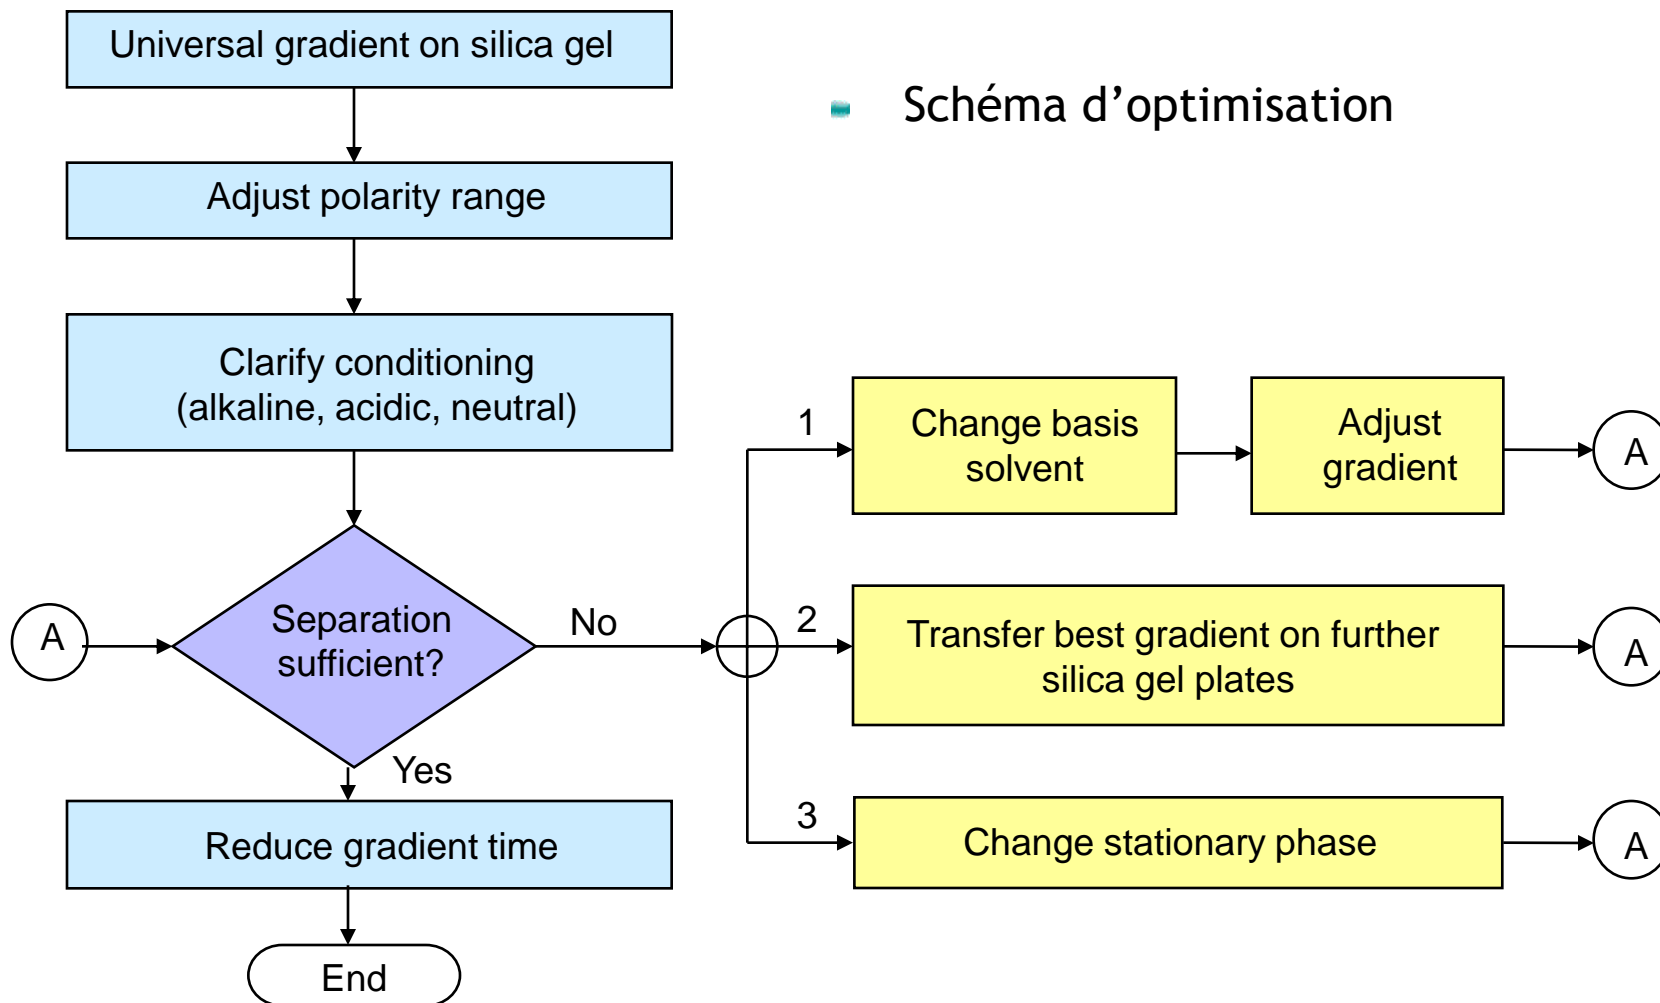 Universal gradient on silica gel
Schéma d’optimisation
Adjust polarity range
Clarify conditioning
(alkaline, acidic, neutral)
1
Change basis
solvent
Adjust
gradient
A
A
Separation
sufficient?
No
2
Transfer best gradient on further
silica gel plates
A
Yes
3
Change stationary phase
A
Reduce gradient time
End